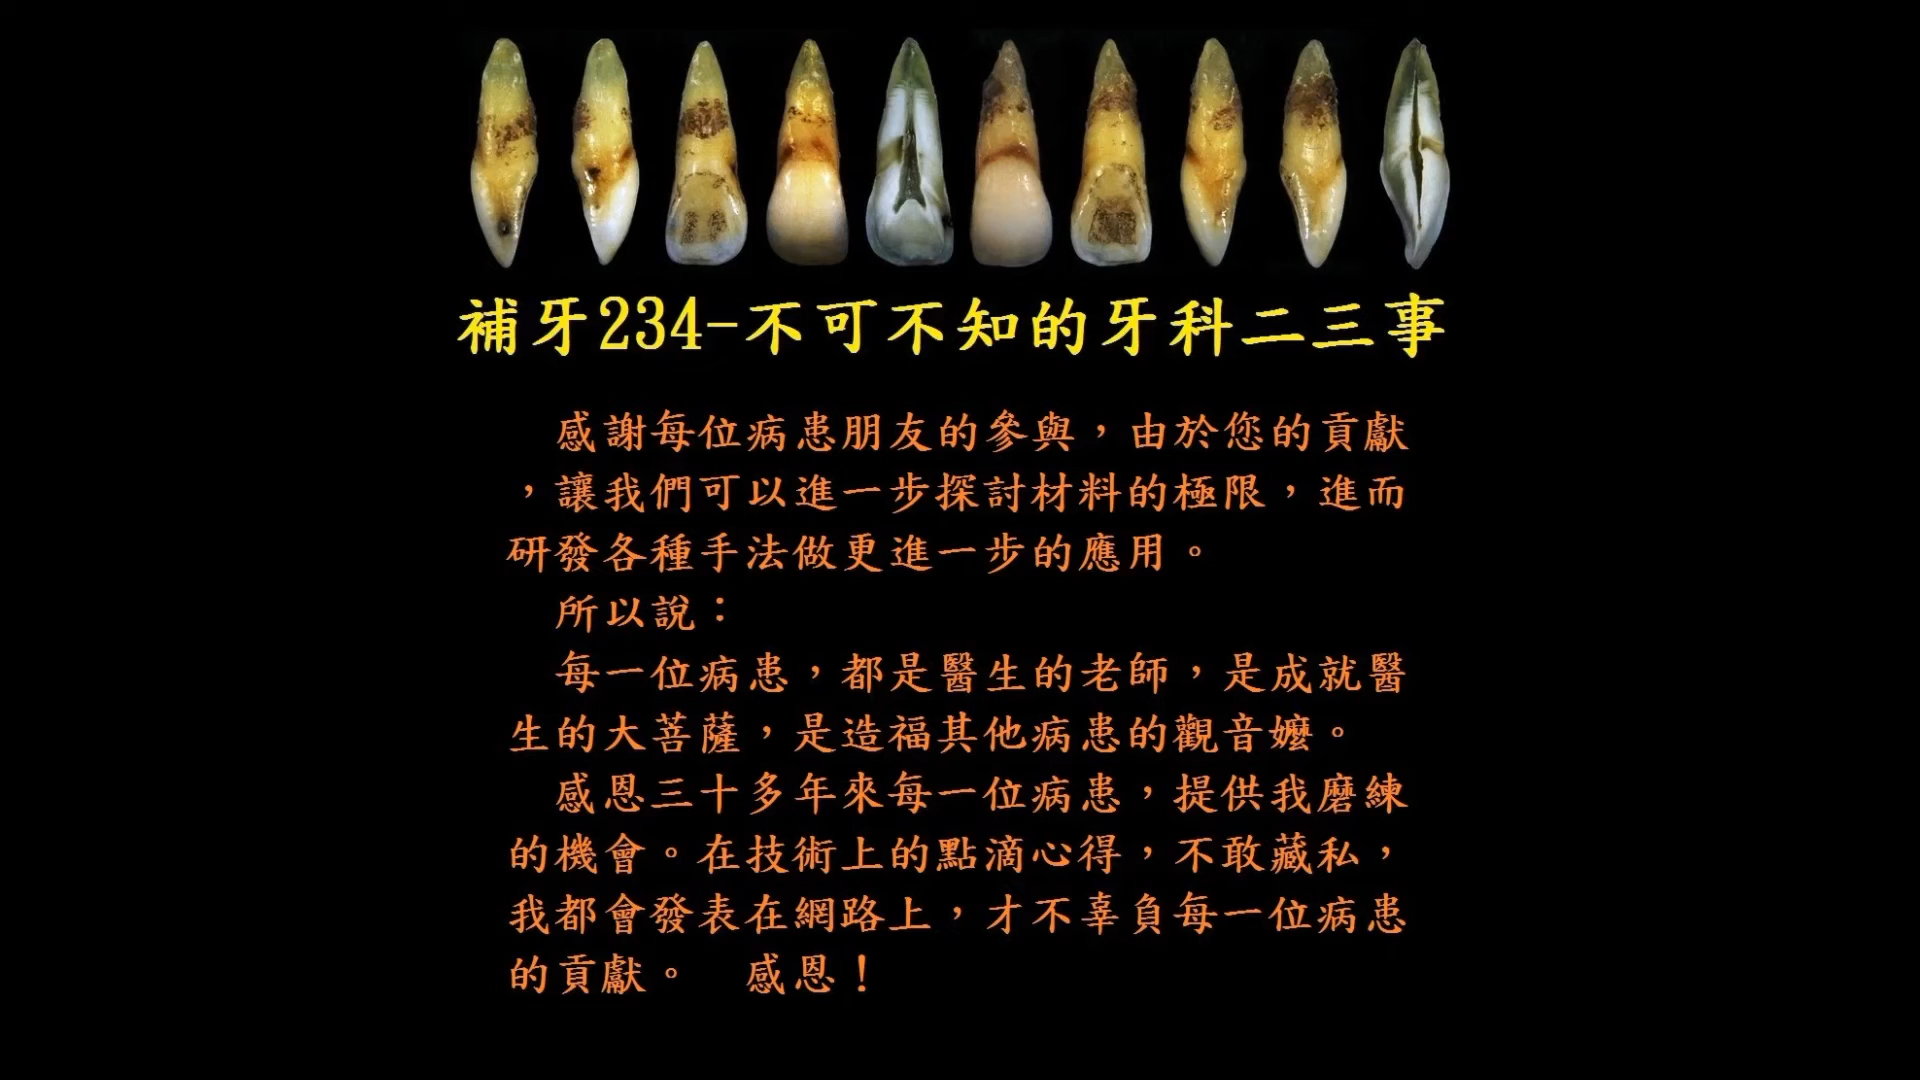 補牙234-不可不知的牙科二三事
感謝每位病患朋友的參與，由於您的貢獻
，讓我們可以進一步探討材料的極限，進而
研發各種手法做更進一步的應用。
所以說：
每一位病患，都是醫生的老師，是成就醫
生的大菩薩，是造福其他病患的觀音嬤。
感恩三十多年來每一位病患，提供我磨練
的機會。在技術上的點滴心得，不敢藏私，
我都會發表在網路上，才不辜負每一位病患
的貢獻。　感恩！